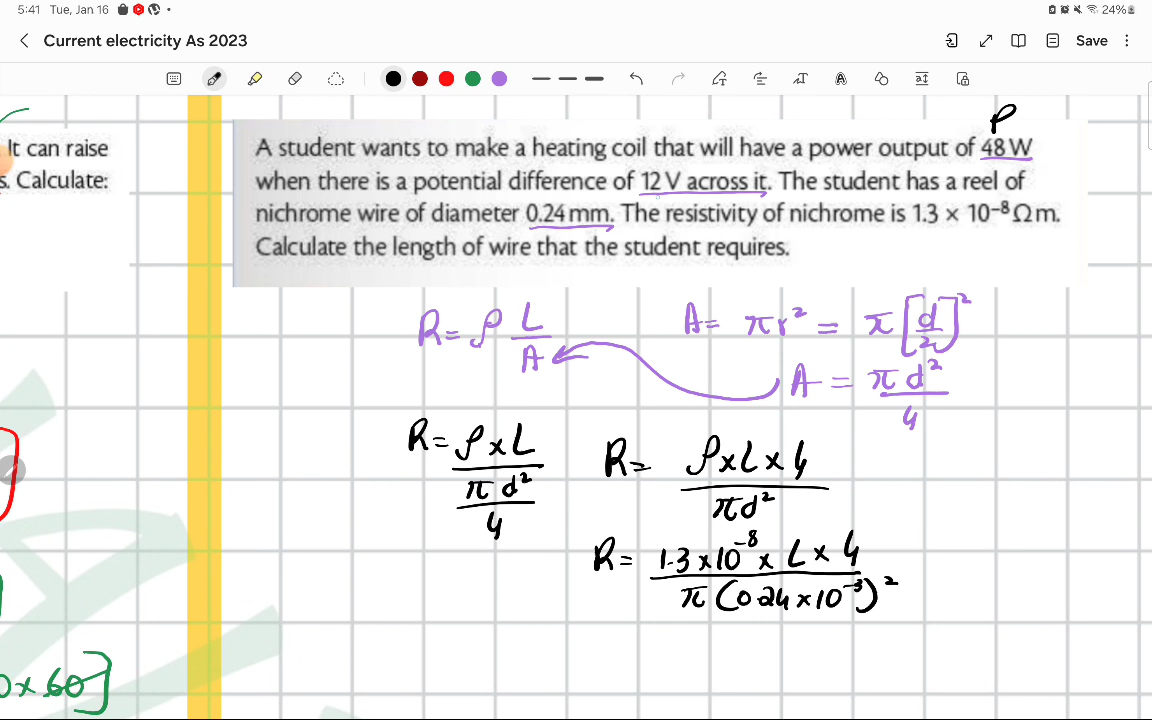 5:41 Tue, Jan 16 24%
Current electricity As 2023
Save
It can raise
s. Calculate:
P
A student wants to make a heating coil that will have a power output of 48 W
when there is a potential difference of 12 V across it. The student has a reel of
nichrome wire of diameter 0.24 mm. The resistivity of nichrome is 1.3 × 10⁻⁸ Ω m.
Calculate the length of wire that the student requires.
R = ρ L/A
A = πr² = π[d/2]²
A = πd²/4
R = ρ×L / (πd²/4)
R = ρ×L×4 / πd²
R = 1.3×10⁻⁸ × L × 4 / π(0.24×10⁻³)²
0×60]